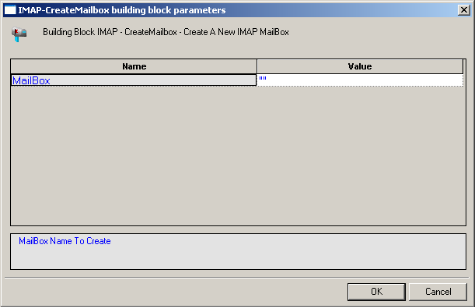 IMAP-CreateMailbox building block parameters
Building Block IMAP - CreateMailbox - Create A New IMAP MailBox
Name Value
MailBox ""
MailBox Name To Create
OK Cancel